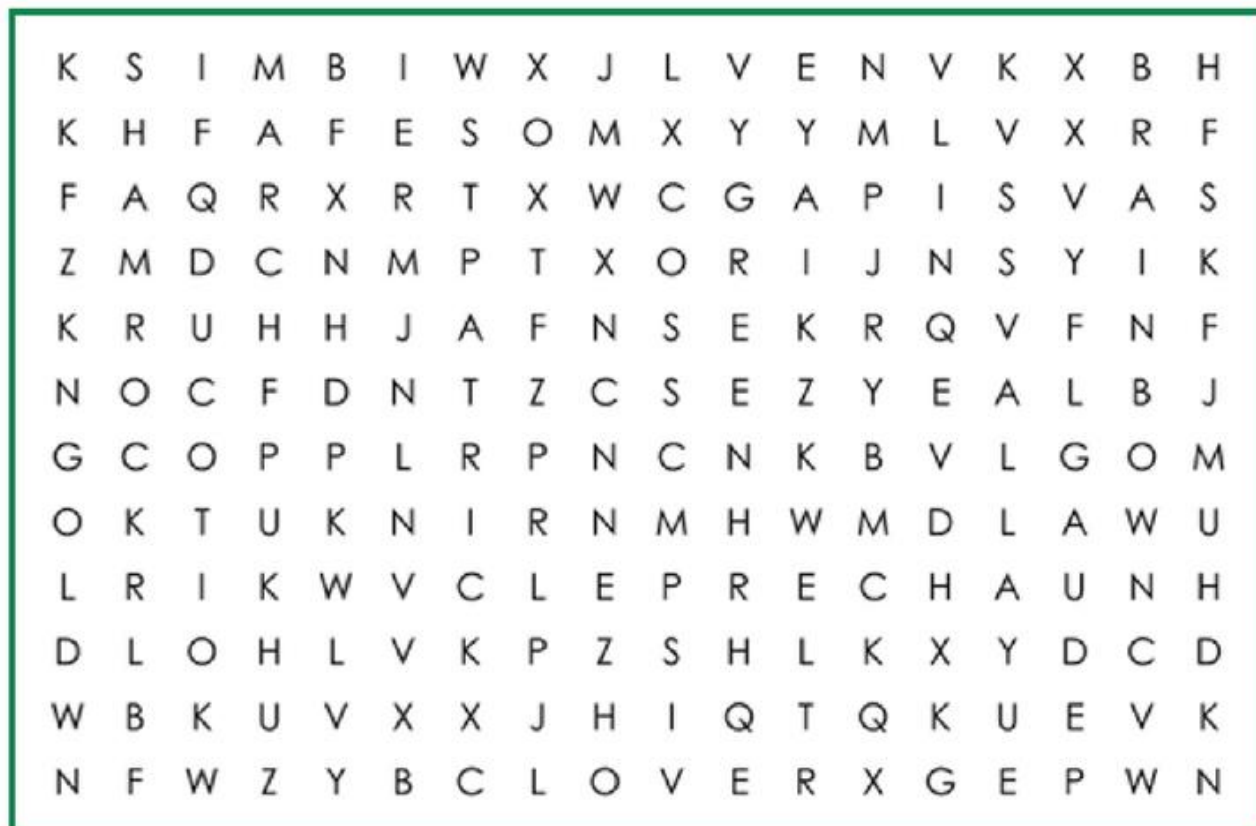 K S I M B I W X J L V E N V K X B H
K H F A F E S O M X Y Y M L V X R F
F A Q R X R T X W C G A P I S V A S
Z M D C N M P T X O R I J N S Y I K
K R U H H J A F N S E K R Q V F N F
N O C F D N T Z C S E Z Y E A L B J
G C O P P L R P N C N K B V L G O M
O K T U K N I R N M H W M D L A W U
L R I K W V C L E P R E C H A U N H
D L O H L V K P Z S H L K X Y D C D
W B K U V X X J H I Q T Q K U E V K
N F W Z Y B C L O V E R X G E P W N